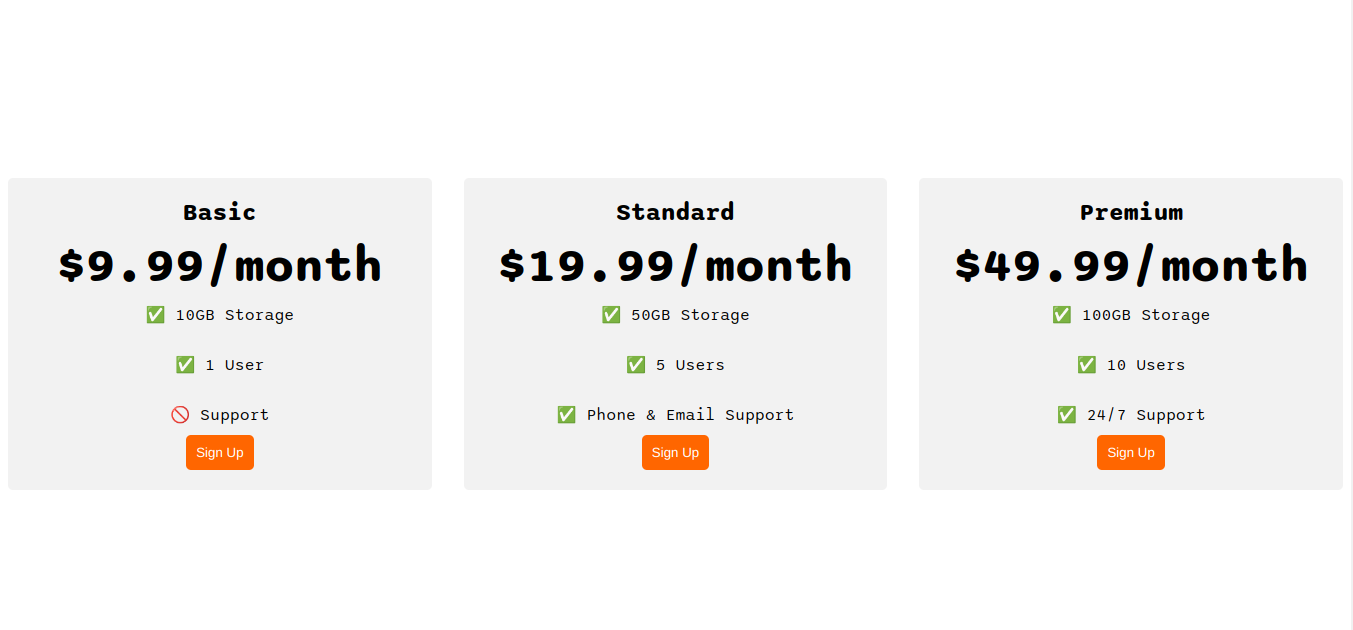 Basic
$9.99/month
✅ 10GB Storage
✅ 1 User
🚫 Support
Sign Up
Standard
$19.99/month
✅ 50GB Storage
✅ 5 Users
✅ Phone & Email Support
Sign Up
Premium
$49.99/month
✅ 100GB Storage
✅ 10 Users
✅ 24/7 Support
Sign Up